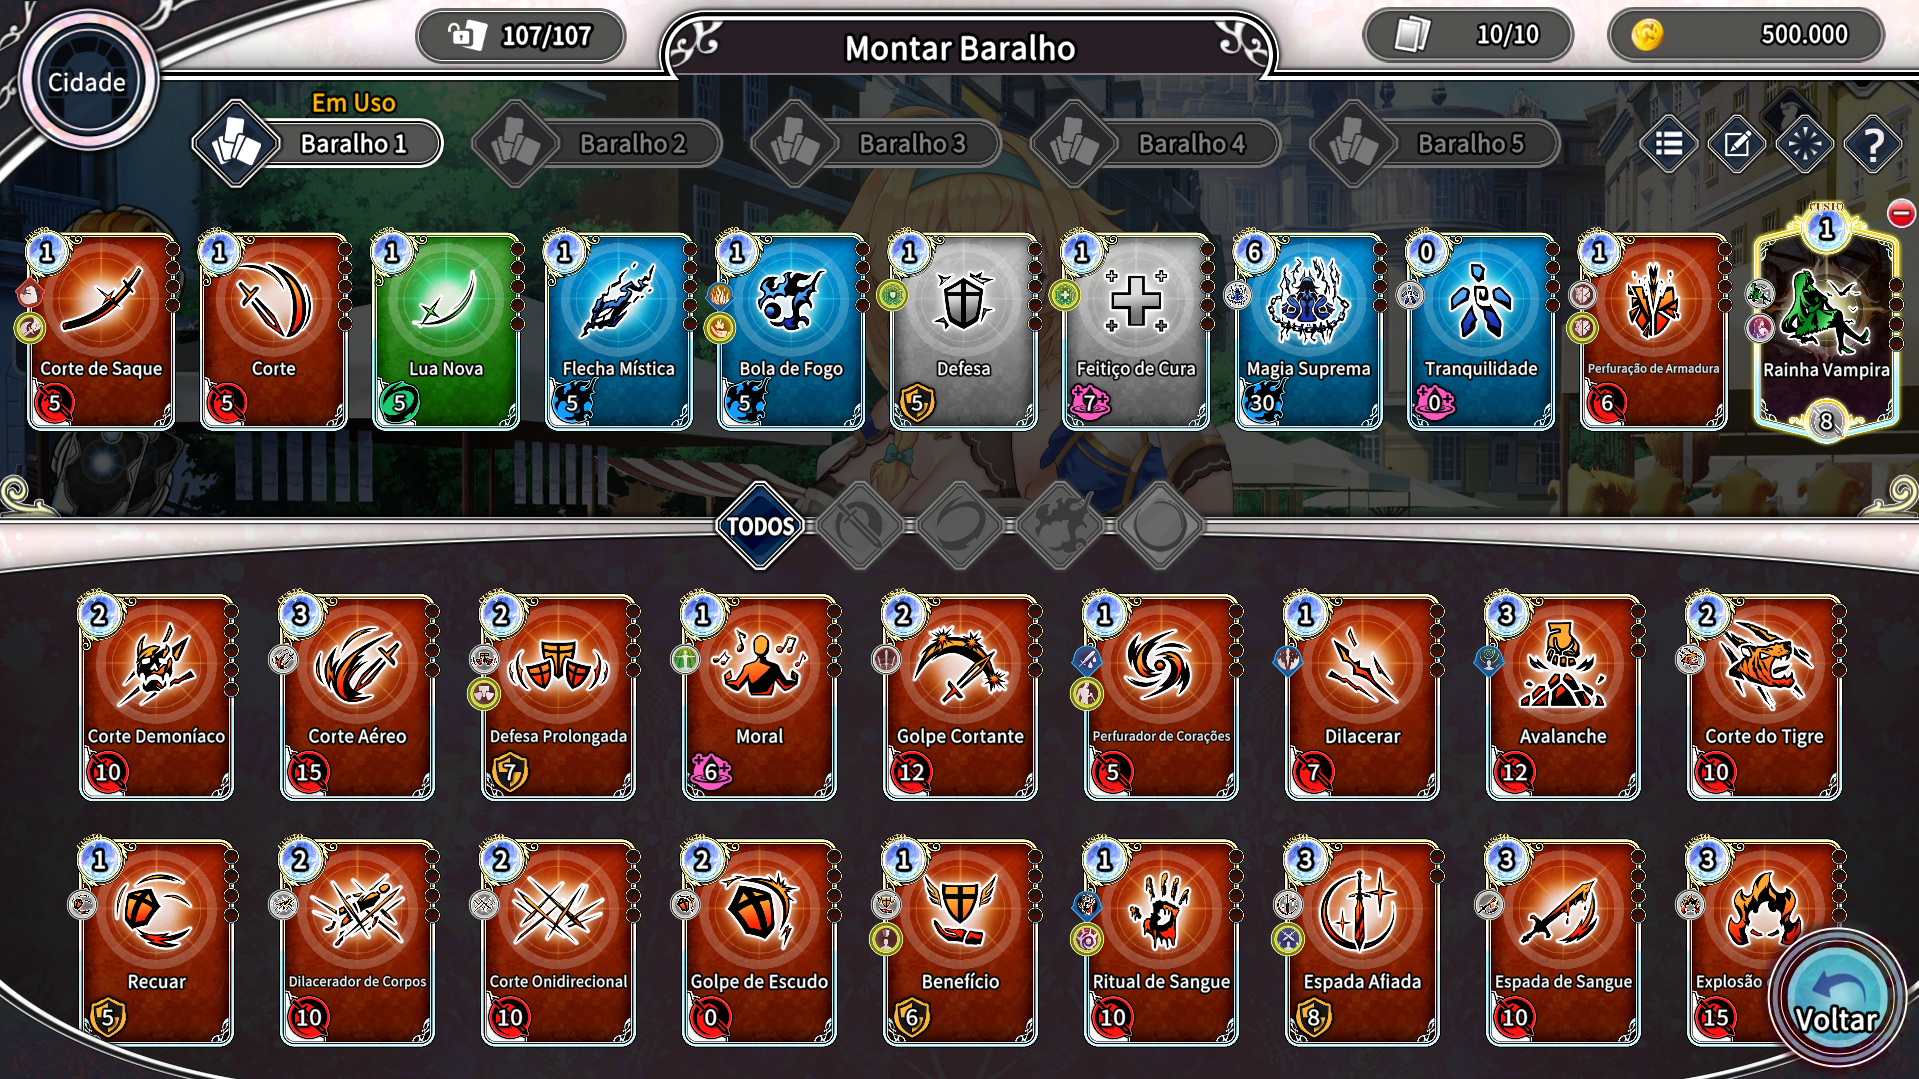 Cidade
107/107
Montar Baralho
10/10
500.000
Em Uso
Baralho 1
Baralho 2
Baralho 3
Baralho 4
Baralho 5
?
CUSTO
1
1
1
1
1
1
1
6
0
1
1
Corte de Saque
Corte
Lua Nova
Flecha Mística
Bola de Fogo
Defesa
Feitiço de Cura
Magia Suprema
Tranquilidade
Perfuração de Armadura
Rainha Vampira
5
5
5
5
5
5
7
30
0
6
8
TODOS
2
3
2
1
2
1
1
3
2
Corte Demoníaco
Corte Aéreo
Defesa Prolongada
Moral
Golpe Cortante
Perfurador de Corações
Dilacerar
Avalanche
Corte do Tigre
10
15
7
6
12
5
7
12
10
1
2
2
2
1
1
3
3
3
Recuar
Dilacerador de Corpos
Corte Onidirecional
Golpe de Escudo
Benefício
Ritual de Sangue
Espada Afiada
Espada de Sangue
Explosão
5
10
10
0
6
10
8
10
15
Voltar